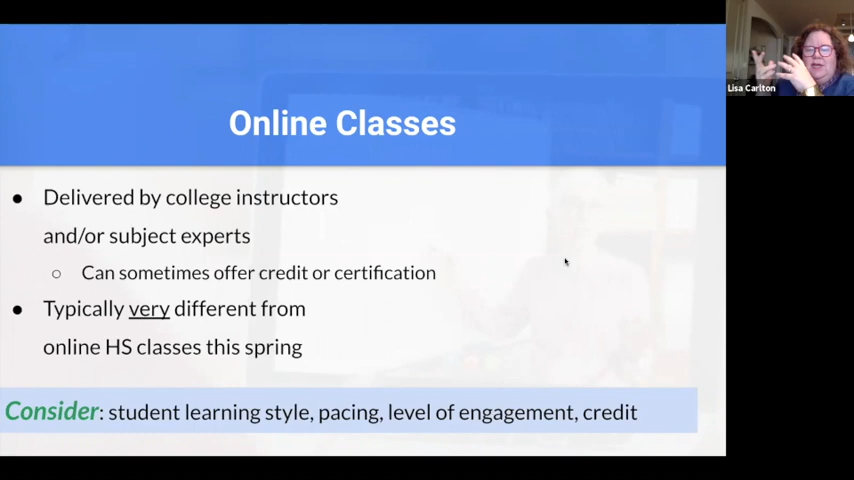 Online Classes
Lisa Carlton
● Delivered by college instructors
and/or subject experts
○ Can sometimes offer credit or certification
● Typically very different from
online HS classes this spring
Consider: student learning style, pacing, level of engagement, credit